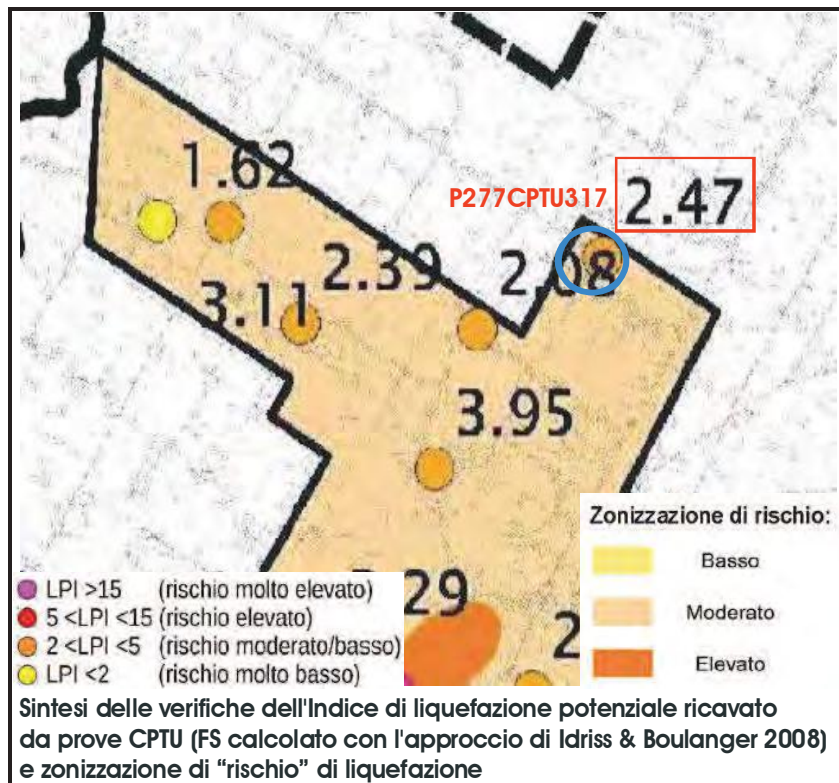 1.62
P277CPTU317
2.47
2.39
2.08
3.11
3.95
29
2
Zonizzazione di rischio:
Basso
Moderato
Elevato
LPI >15 (rischio molto elevato)
5 <LPI <15 (rischio elevato)
2 <LPI <5 (rischio moderato/basso)
LPI <2 (rischio molto basso)
Sintesi delle verifiche dell'Indice di liquefazione potenziale ricavato
da prove CPTU (FS calcolato con l'approccio di Idriss & Boulanger 2008)
e zonizzazione di "rischio" di liquefazione